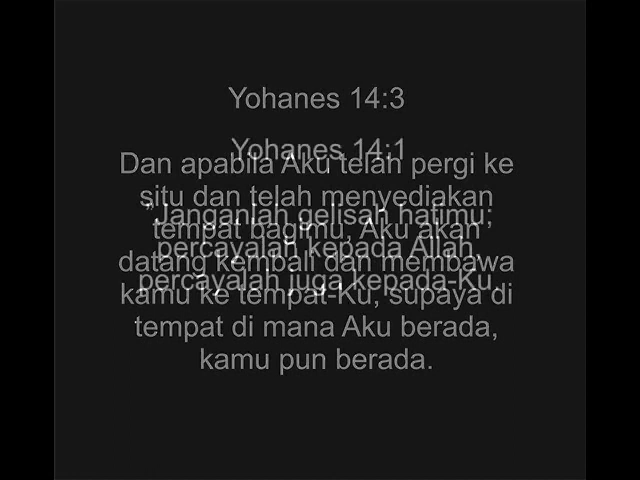 Yohanes 14:3
Dan apabila Aku telah pergi ke
situ dan telah menyediakan
tempat bagimu, Aku akan
datang kembali dan membawa
kamu ke tempat-Ku, supaya di
tempat di mana Aku berada,
kamu pun berada.
Yohanes 14:1
"Janganlah gelisah hatimu;
percayalah kepada Allah,
percayalah juga kepada-Ku.